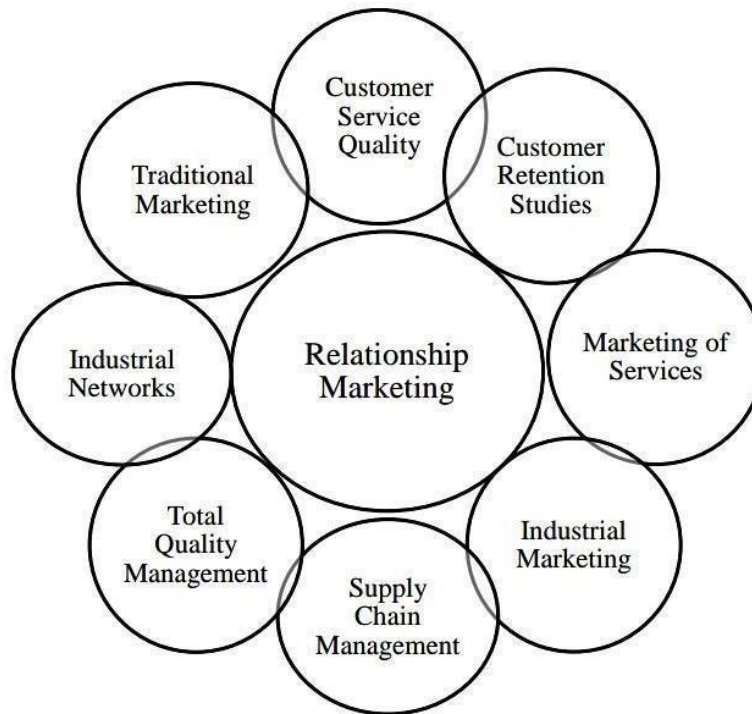 Customer
Service
Quality
Customer
Retention
Studies
Traditional
Marketing
Marketing of
Services
Relationship
Marketing
Industrial
Networks
Industrial
Marketing
Total
Quality
Management
Supply
Chain
Management